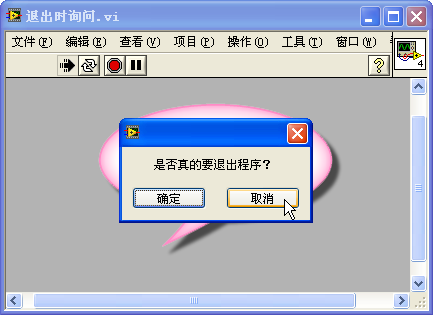 退出时询问.vi
文件(F) 编辑(E) 查看(V) 项目(P) 操作(O) 工具(T) 窗口(W)
? 4
是否真的要退出程序?
确定 取消